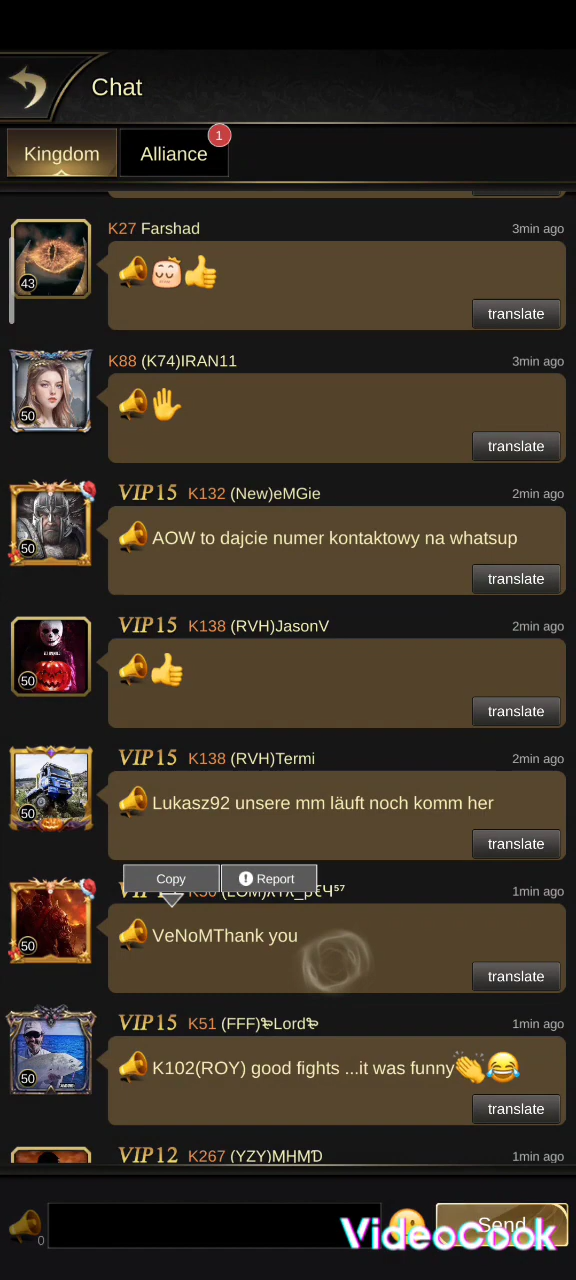 Chat
Kingdom
Alliance
1
K27 Farshad
3min ago
43
translate
K88 (K74)IRAN11
3min ago
50
translate
VIP15 K132 (New)eMGie
2min ago
50
AOW to dajcie numer kontaktowy na whatsup
translate
VIP15 K138 (RVH)JasonV
2min ago
50
translate
VIP15 K138 (RVH)Termi
2min ago
50
Lukasz92 unsere mm läuft noch komm her
translate
Copy
Report
1min ago
50
VeNoMThank you
translate
VIP15 K51 (FFF)Lord
1min ago
50
K102(ROY) good fights ...it was funny👏😂
translate
VIP12 K267 (YZY)MHMD
1min ago
0
Send
VideoCook